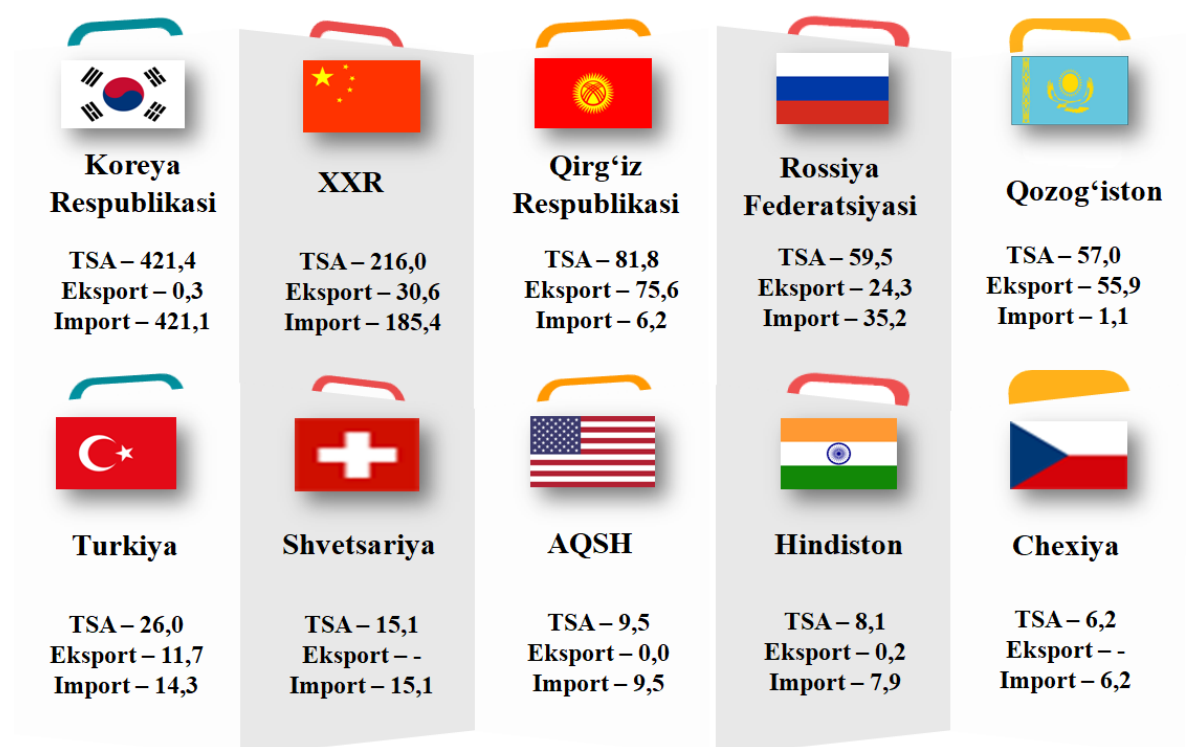 Koreya
Respublikasi
TSA – 421,4
Eksport – 0,3
Import – 421,1
XXR
TSA – 216,0
Eksport – 30,6
Import – 185,4
Qirg‘iz
Respublikasi
TSA – 81,8
Eksport – 75,6
Import – 6,2
Rossiya
Federatsiyasi
TSA – 59,5
Eksport – 24,3
Import – 35,2
Qozog‘iston
TSA – 57,0
Eksport – 55,9
Import – 1,1
Turkiya
TSA – 26,0
Eksport – 11,7
Import – 14,3
Shvetsariya
TSA – 15,1
Eksport – -
Import – 15,1
AQSH
TSA – 9,5
Eksport – 0,0
Import – 9,5
Hindiston
TSA – 8,1
Eksport – 0,2
Import – 7,9
Chexiya
TSA – 6,2
Eksport – -
Import – 6,2